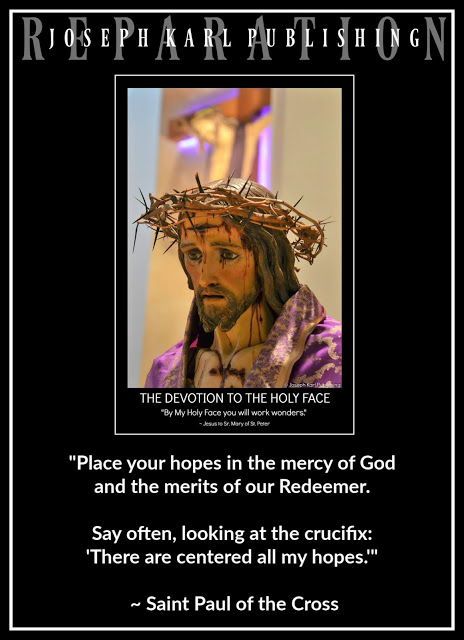 REPARATION
JOSEPH KARL PUBLISHING
Joseph Karl Publishing
THE DEVOTION TO THE HOLY FACE
"By My Holy Face you will work wonders."
~ Jesus to Sr. Mary of St. Peter
"Place your hopes in the mercy of God
and the merits of our Redeemer.
Say often, looking at the crucifix:
'There are centered all my hopes.'"
~ Saint Paul of the Cross